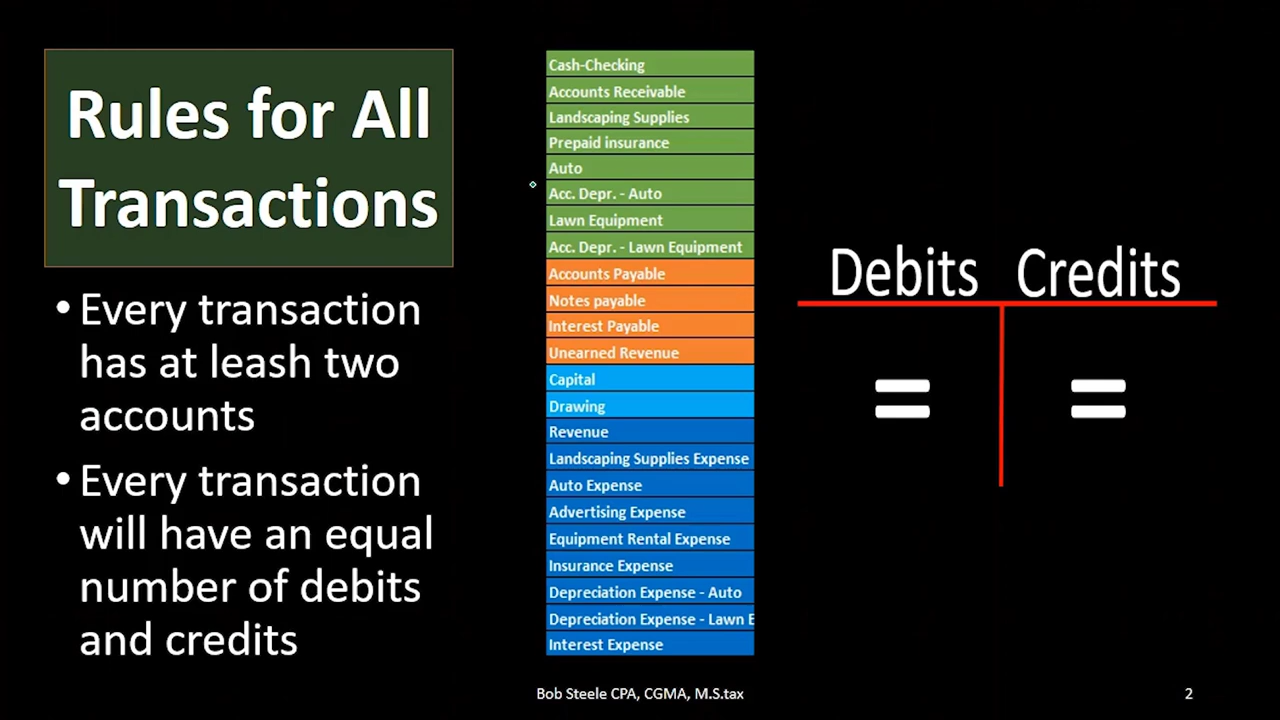 Rules for All
Transactions
• Every transaction
has at leash two
accounts
• Every transaction
will have an equal
number of debits
and credits
Cash-Checking
Accounts Receivable
Landscaping Supplies
Prepaid insurance
Auto
Acc. Depr. - Auto
Lawn Equipment
Acc. Depr. - Lawn Equipment
Accounts Payable
Notes payable
Interest Payable
Unearned Revenue
Capital
Drawing
Revenue
Landscaping Supplies Expense
Auto Expense
Advertising Expense
Equipment Rental Expense
Insurance Expense
Depreciation Expense - Auto
Depreciation Expense - Lawn E
Interest Expense
Debits Credits
= =
Bob Steele CPA, CGMA, M.S.tax
2